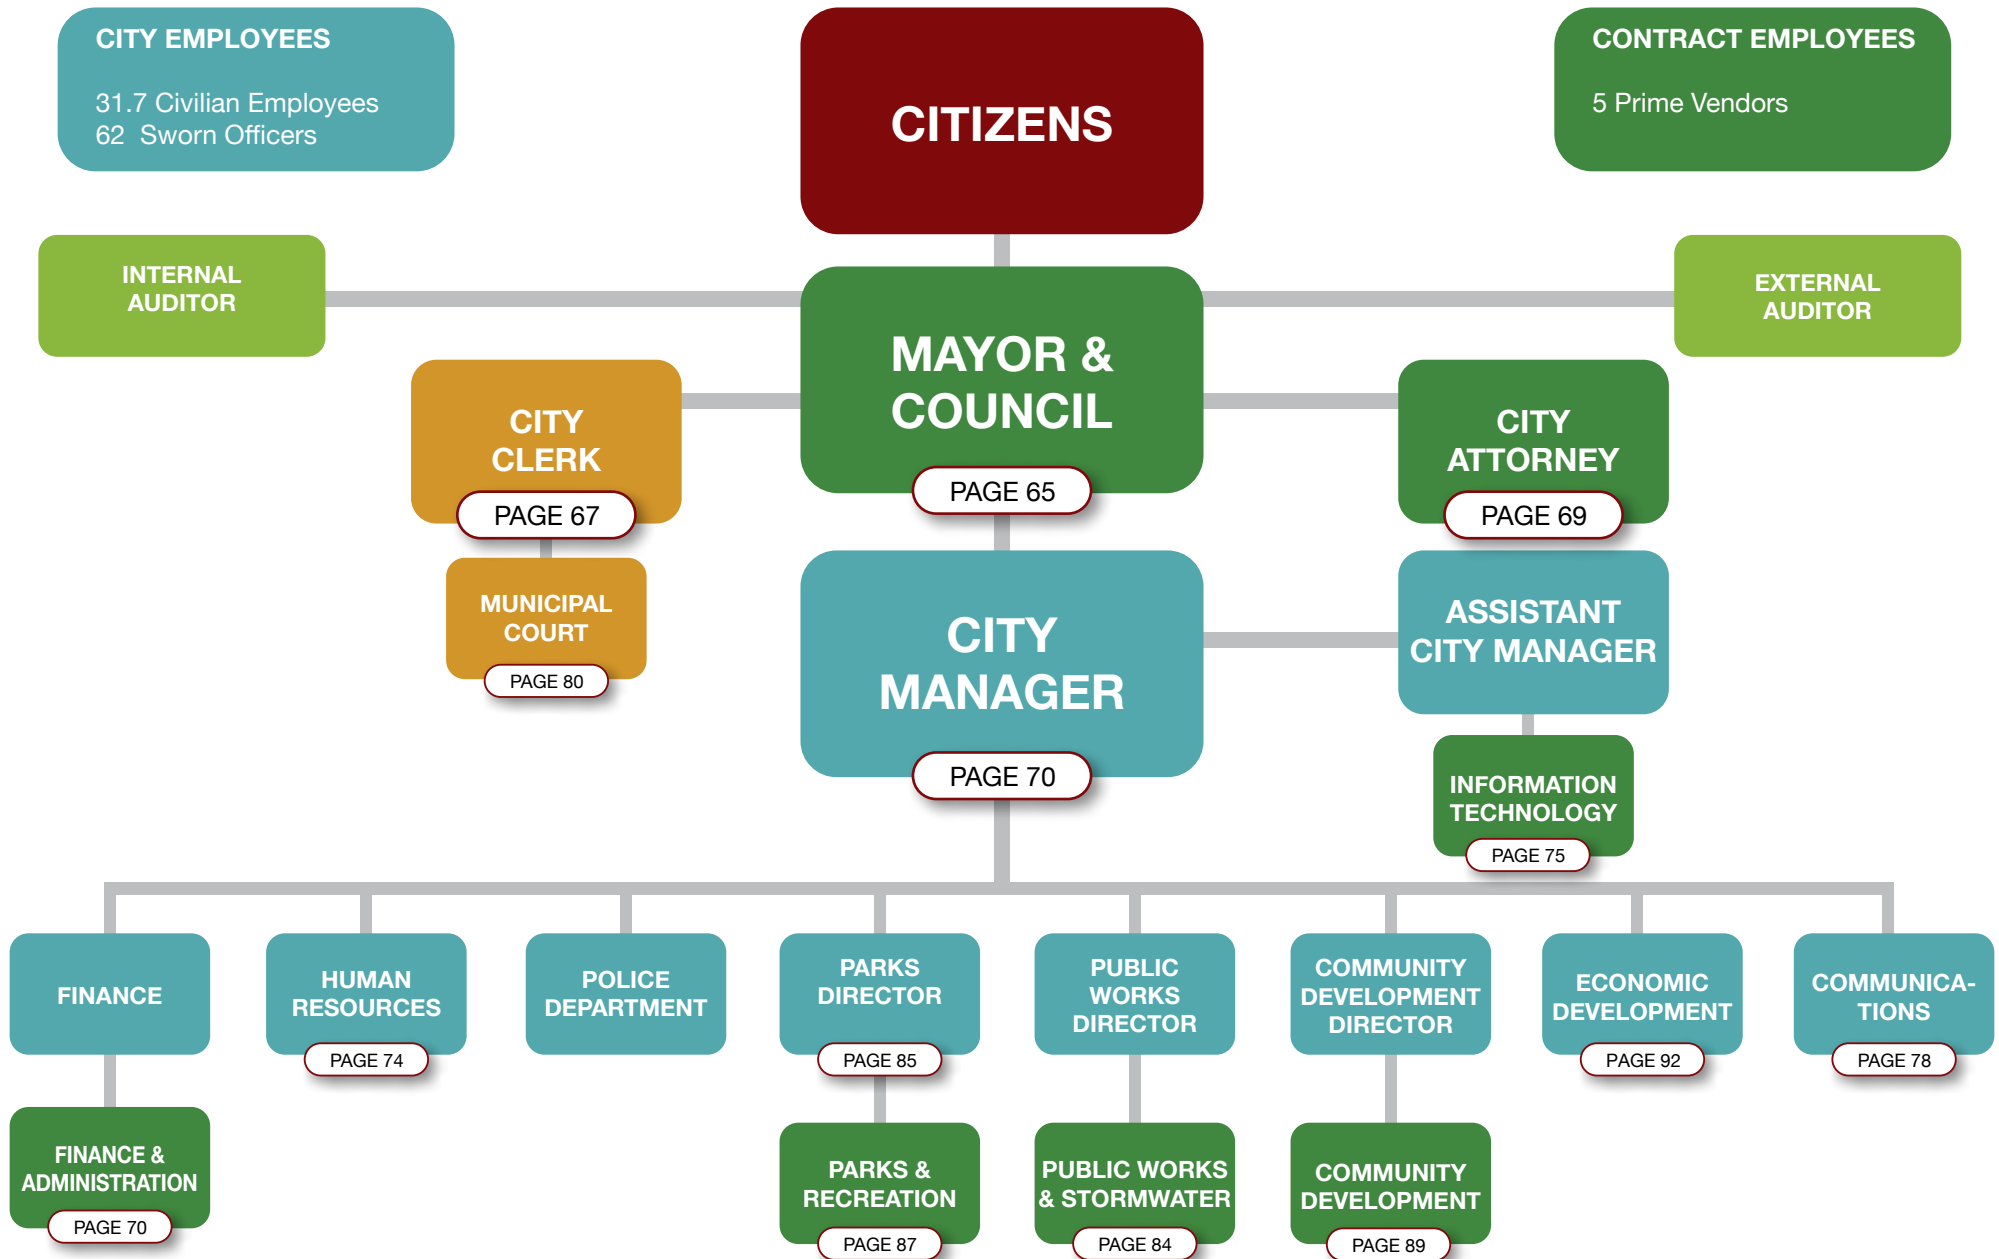 CITY EMPLOYEES
31.7 Civilian Employees
62 Sworn Officers
CITIZENS
CONTRACT EMPLOYEES
5 Prime Vendors
INTERNAL
AUDITOR
EXTERNAL
AUDITOR
MAYOR &
COUNCIL
PAGE 65
CITY
CLERK
PAGE 67
CITY
ATTORNEY
PAGE 69
MUNICIPAL
COURT
PAGE 80
CITY
MANAGER
PAGE 70
ASSISTANT
CITY MANAGER
INFORMATION
TECHNOLOGY
PAGE 75
FINANCE
HUMAN
RESOURCES
PAGE 74
POLICE
DEPARTMENT
PARKS
DIRECTOR
PAGE 85
PUBLIC
WORKS
DIRECTOR
COMMUNITY
DEVELOPMENT
DIRECTOR
ECONOMIC
DEVELOPMENT
PAGE 92
COMMUNICA-
TIONS
PAGE 78
FINANCE &
ADMINISTRATION
PAGE 70
PARKS &
RECREATION
PAGE 87
PUBLIC WORKS
& STORMWATER
PAGE 84
COMMUNITY
DEVELOPMENT
PAGE 89